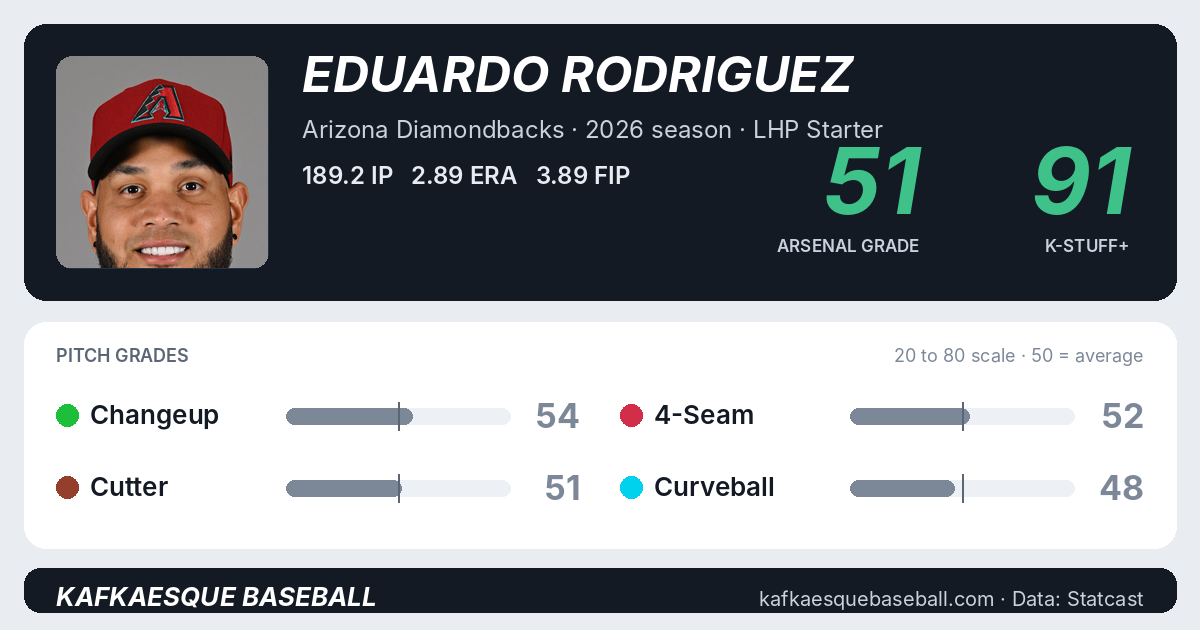 EDUARDO RODRIGUEZ
Arizona Diamondbacks · 2026 season · LHP Starter
189.2 IP 2.89 ERA 3.89 FIP
51 91
ARSENAL GRADE K-STUFF+
PITCH GRADES 20 to 80 scale · 50 = average
Changeup 54 4-Seam 52
Cutter 51 Curveball 48
KAFKAESQUE BASEBALL kafkaesquebaseball.com · Data: Statcast